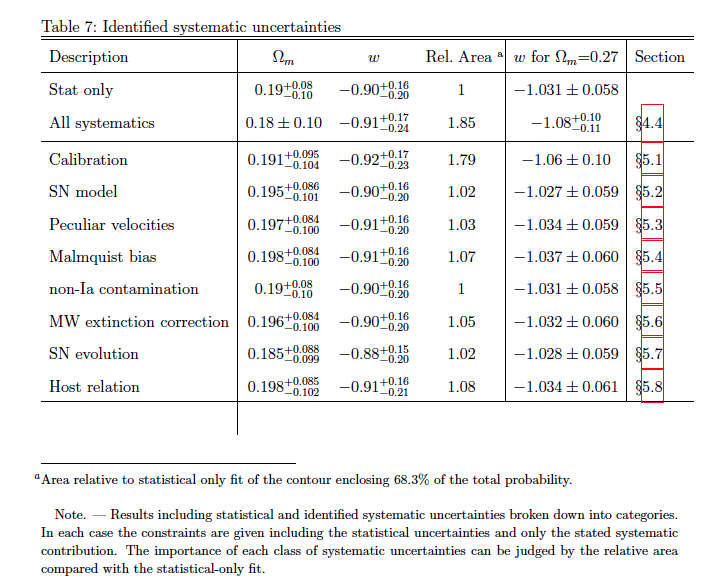 Table 7: Identified systematic uncertainties
Description Ωₘ w Rel. Area ᵃ w for Ωₘ=0.27 Section
Stat only 0.19^{+0.08}_{−0.10} −0.90^{+0.16}_{−0.20} 1 −1.031 ± 0.058
All systematics 0.18 ± 0.10 −0.91^{+0.17}_{−0.24} 1.85 −1.08^{+0.10}_{−0.11} §4.4
Calibration 0.191^{+0.095}_{−0.104} −0.92^{+0.17}_{−0.23} 1.79 −1.06 ± 0.10 §5.1
SN model 0.195^{+0.086}_{−0.101} −0.90^{+0.16}_{−0.20} 1.02 −1.027 ± 0.059 §5.2
Peculiar velocities 0.197^{+0.084}_{−0.100} −0.91^{+0.16}_{−0.20} 1.03 −1.034 ± 0.059 §5.3
Malmquist bias 0.198^{+0.084}_{−0.100} −0.91^{+0.16}_{−0.20} 1.07 −1.037 ± 0.060 §5.4
non-Ia contamination 0.19^{+0.08}_{−0.10} −0.90^{+0.16}_{−0.20} 1 −1.031 ± 0.058 §5.5
MW extinction correction 0.196^{+0.084}_{−0.100} −0.90^{+0.16}_{−0.20} 1.05 −1.032 ± 0.060 §5.6
SN evolution 0.185^{+0.088}_{−0.099} −0.88^{+0.15}_{−0.20} 1.02 −1.028 ± 0.059 §5.7
Host relation 0.198^{+0.085}_{−0.102} −0.91^{+0.16}_{−0.21} 1.08 −1.034 ± 0.061 §5.8
ᵃArea relative to statistical only fit of the contour enclosing 68.3% of the total probability.
Note. — Results including statistical and identified systematic uncertainties broken down into categories.
In each case the constraints are given including the statistical uncertainties and only the stated systematic
contribution. The importance of each class of systematic uncertainties can be judged by the relative area
compared with the statistical-only fit.